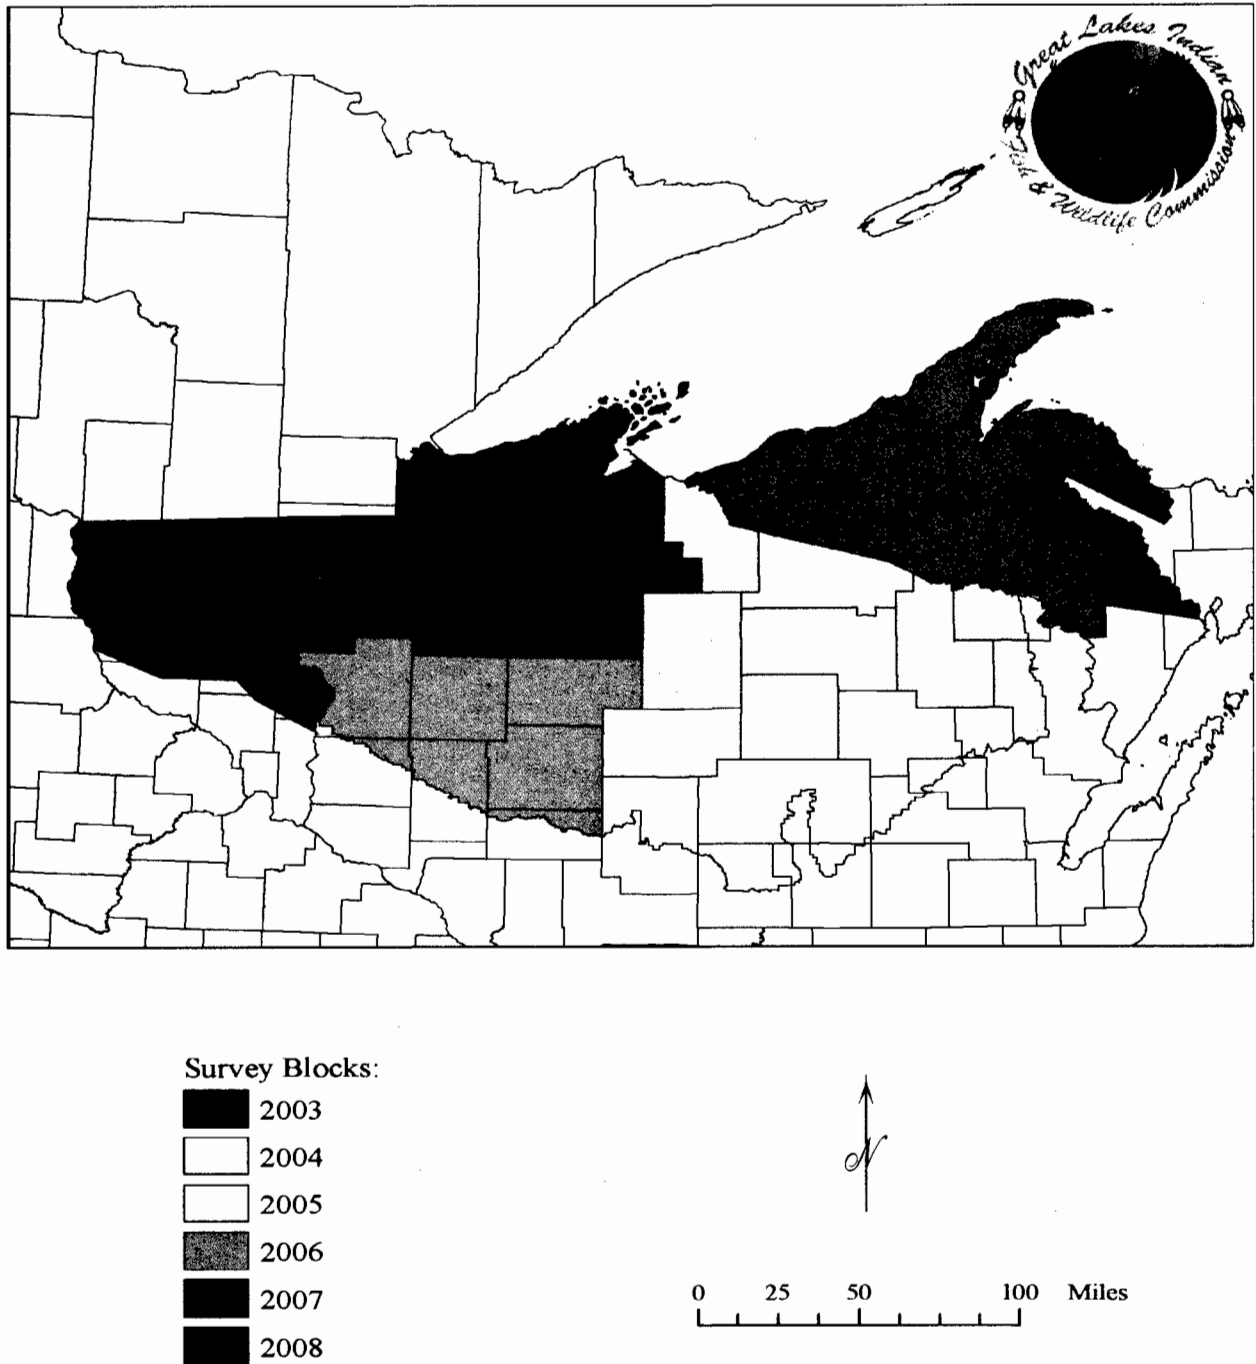 Great Lakes Indian
Fish & Wildlife Commission
Survey Blocks:
2003
2004
2005
2006
2007
2008
N
0 25 50 100 Miles